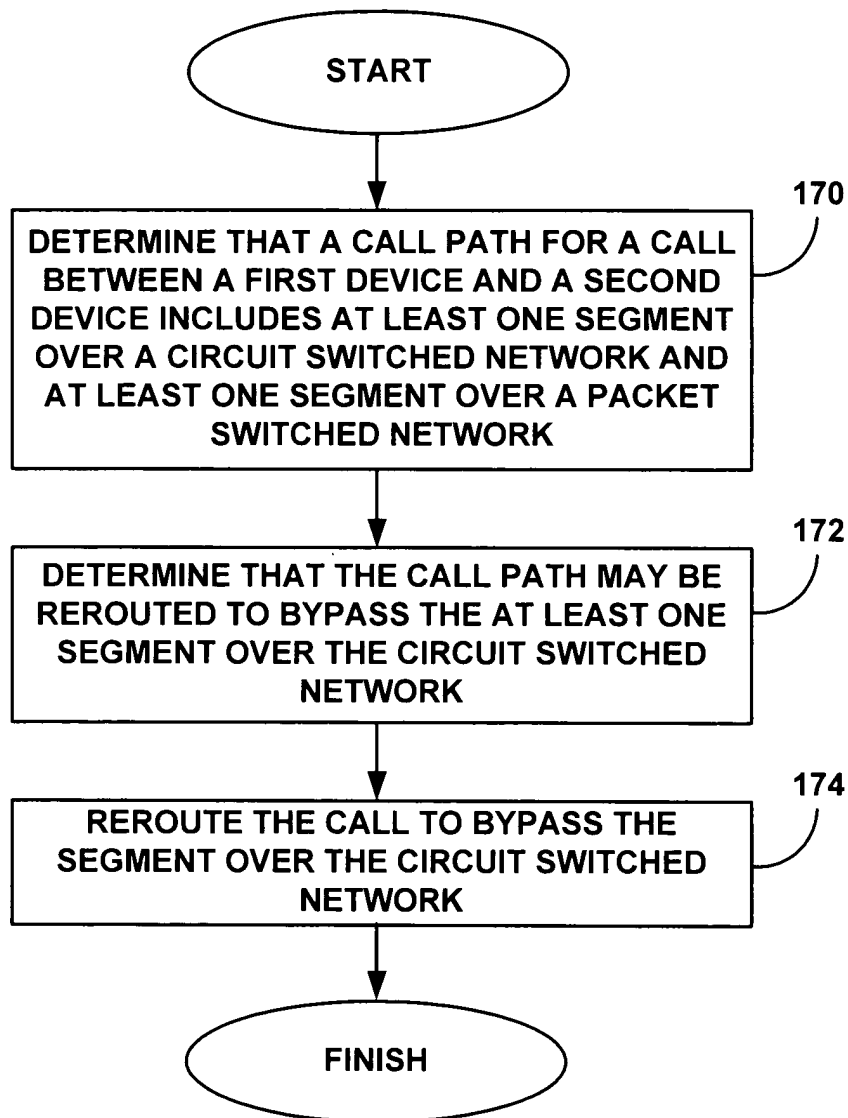 START
170
DETERMINE THAT A CALL PATH FOR A CALL
BETWEEN A FIRST DEVICE AND A SECOND
DEVICE INCLUDES AT LEAST ONE SEGMENT
OVER A CIRCUIT SWITCHED NETWORK AND
AT LEAST ONE SEGMENT OVER A PACKET
SWITCHED NETWORK
172
DETERMINE THAT THE CALL PATH MAY BE
REROUTED TO BYPASS THE AT LEAST ONE
SEGMENT OVER THE CIRCUIT SWITCHED
NETWORK
174
REROUTE THE CALL TO BYPASS THE
SEGMENT OVER THE CIRCUIT SWITCHED
NETWORK
FINISH